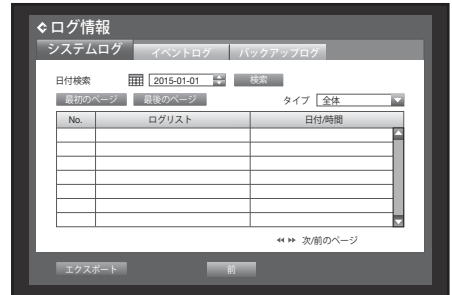 ログ情報
システムログ イベントログ バックアップログ
日付検索 2015-01-01 検索
最初のページ 最後のページ タイプ 全体
No. ログリスト 日付/時間
次/前のページ
エクスポート 前